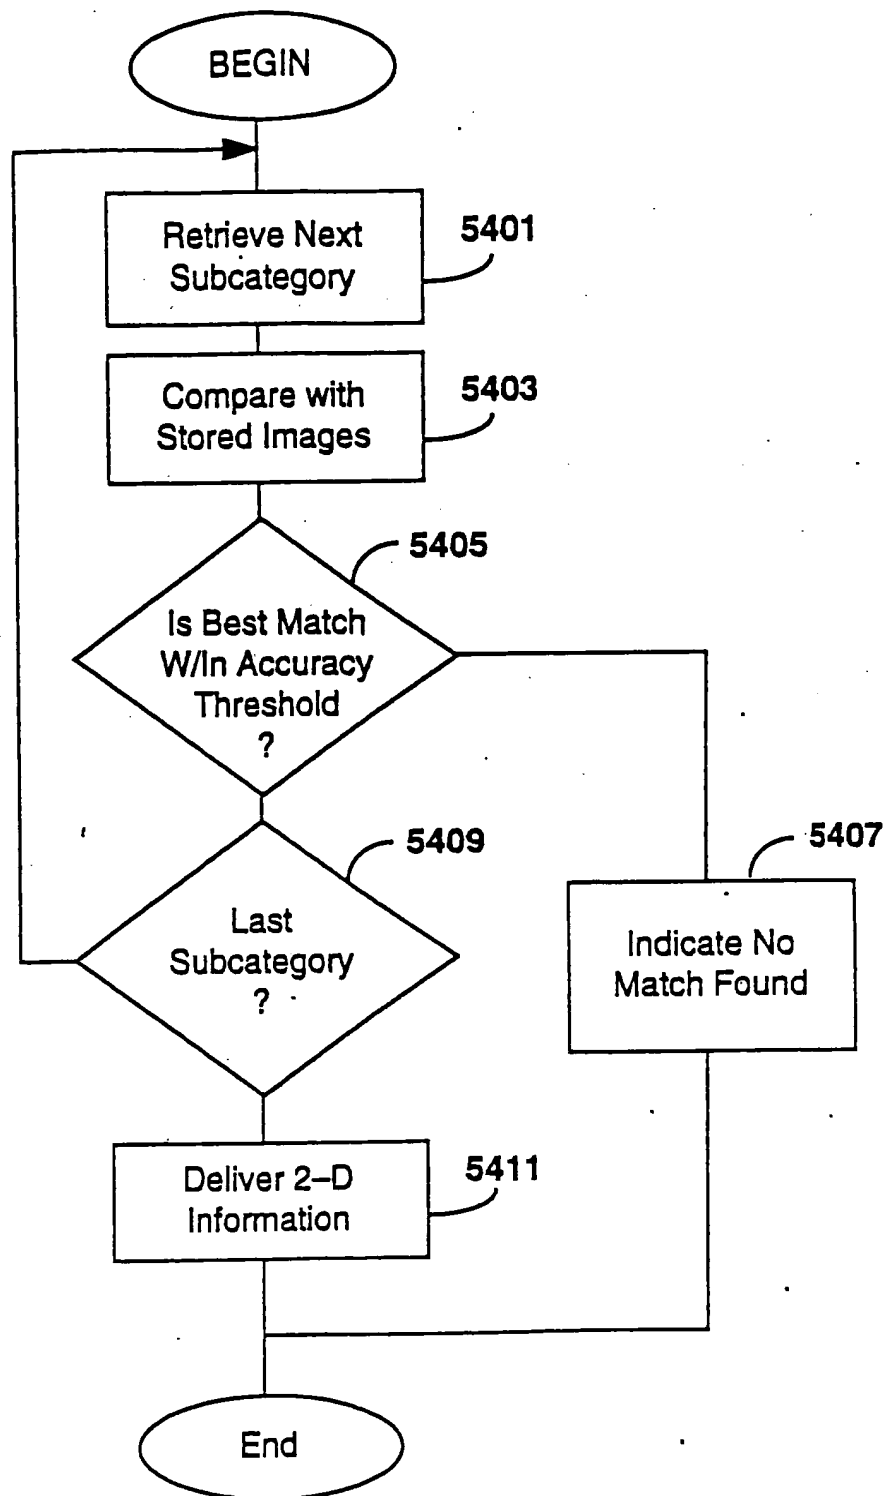 BEGIN
Retrieve Next
Subcategory
5401
Compare with
Stored Images
5403
Is Best Match
W/In Accuracy
Threshold
?
5405
Last
Subcategory
?
5409
Indicate No
Match Found
5407
Deliver 2–D
Information
5411
End